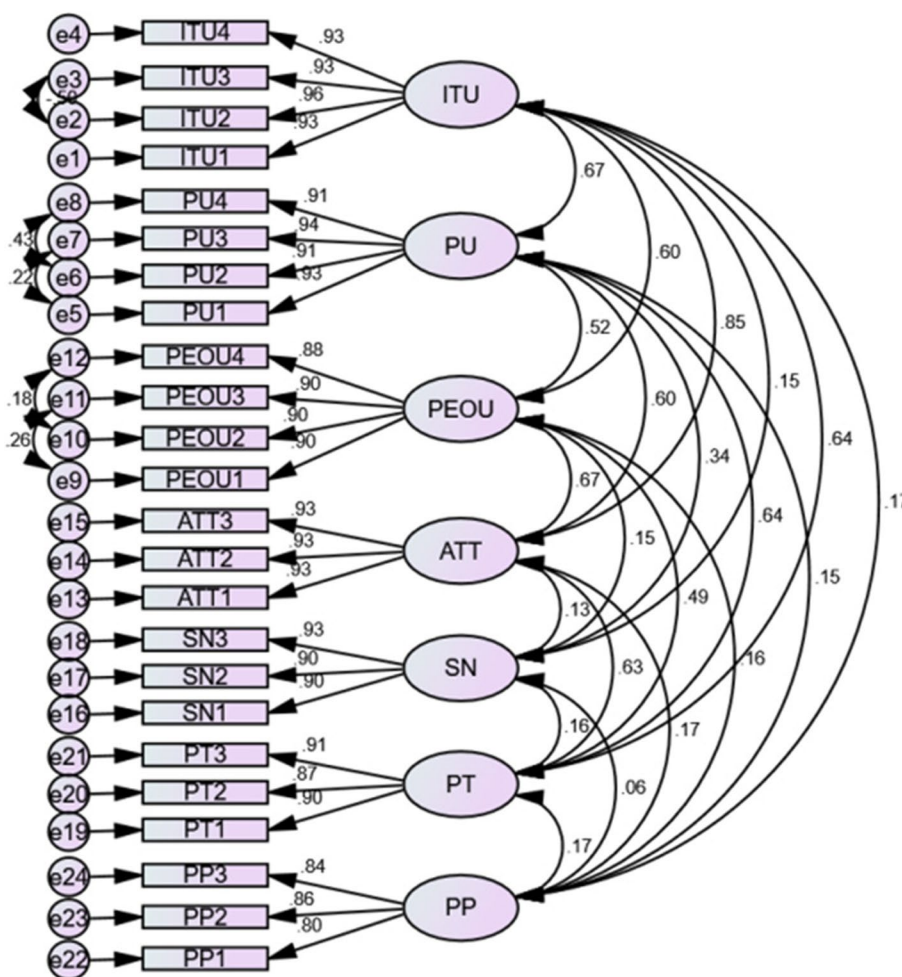 e4 ITU4 .93
e3 ITU3 .93
e2 ITU2 .96
e1 ITU1 .93
ITU
e8 PU4 .91
e7 PU3 .94
e6 PU2 .91
e5 PU1 .93
.43
.22
PU
e12 PEOU4 .88
e11 PEOU3 .90
e10 PEOU2 .90
e9 PEOU1 .90
.18
.26
PEOU
e15 ATT3 .93
e14 ATT2 .93
e13 ATT1 .93
ATT
e18 SN3 .93
e17 SN2 .90
e16 SN1 .90
SN
e21 PT3 .91
e20 PT2 .87
e19 PT1 .90
PT
e24 PP3 .84
e23 PP2 .86
e22 PP1 .80
PP
.67
.60
.52
.85
.15
.60
.64
.34
.67
.17
.64
.15
.15
.49
.13
.16
.63
.16
.17
.06
.17